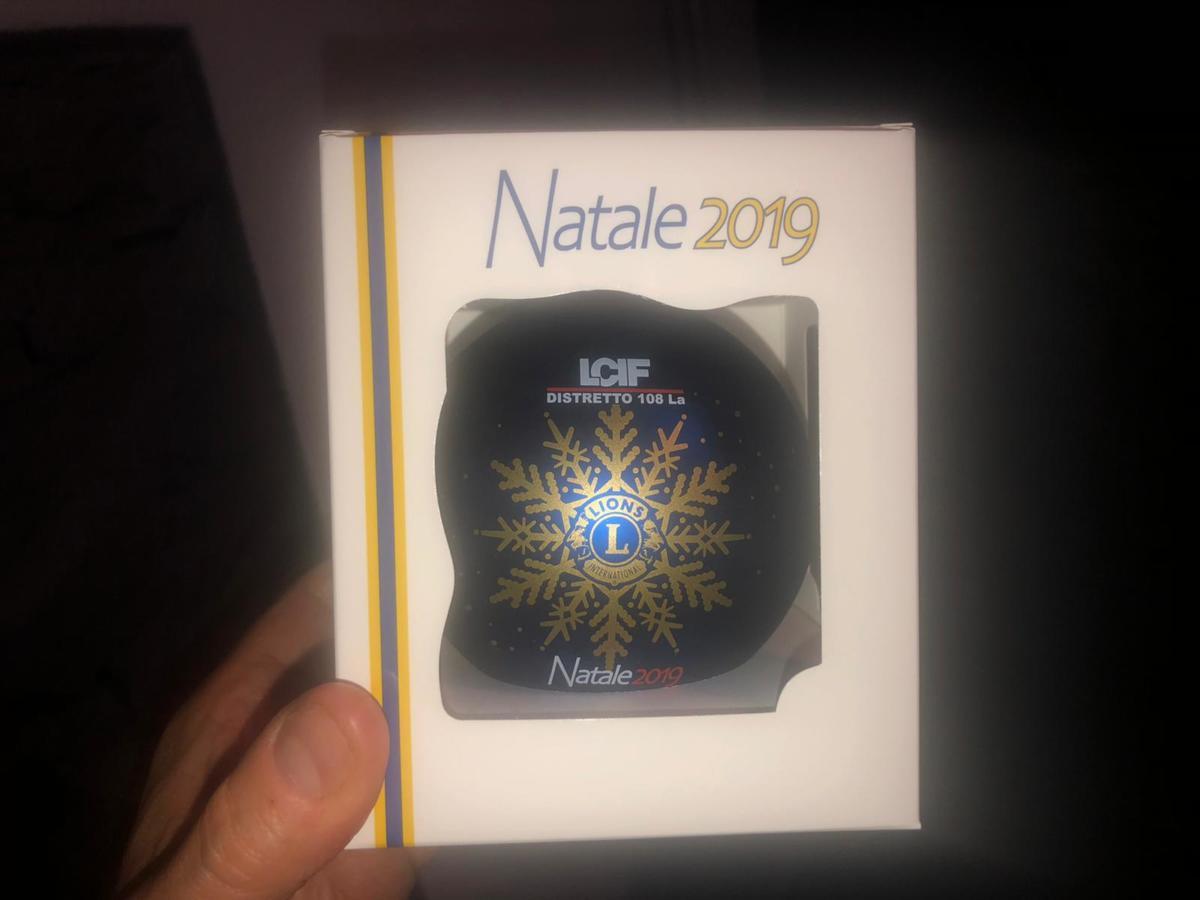 Natale 2019
LCIF
DISTRETTO 108 La
LIONS
L
INTERNATIONAL
Natale 2019